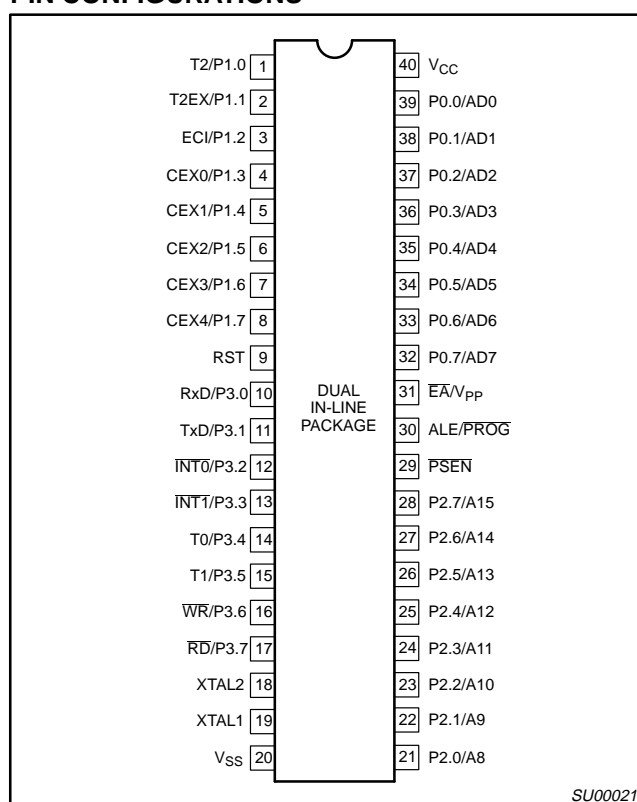 PIN CONFIGURATIONS
T2/P1.0 1 40 VCC
T2EX/P1.1 2 39 P0.0/AD0
ECI/P1.2 3 38 P0.1/AD1
CEX0/P1.3 4 37 P0.2/AD2
CEX1/P1.4 5 36 P0.3/AD3
CEX2/P1.5 6 35 P0.4/AD4
CEX3/P1.6 7 34 P0.5/AD5
CEX4/P1.7 8 33 P0.6/AD6
RST 9 32 P0.7/AD7
RxD/P3.0 10 DUAL 31 E̅A̅/VPP
IN-LINE
TxD/P3.1 11 PACKAGE 30 ALE/P̅R̅O̅G̅
I̅N̅T̅0̅/P3.2 12 29 P̅S̅E̅N̅
I̅N̅T̅1̅/P3.3 13 28 P2.7/A15
T0/P3.4 14 27 P2.6/A14
T1/P3.5 15 26 P2.5/A13
W̅R̅/P3.6 16 25 P2.4/A12
R̅D̅/P3.7 17 24 P2.3/A11
XTAL2 18 23 P2.2/A10
XTAL1 19 22 P2.1/A9
VSS 20 21 P2.0/A8
SU00021